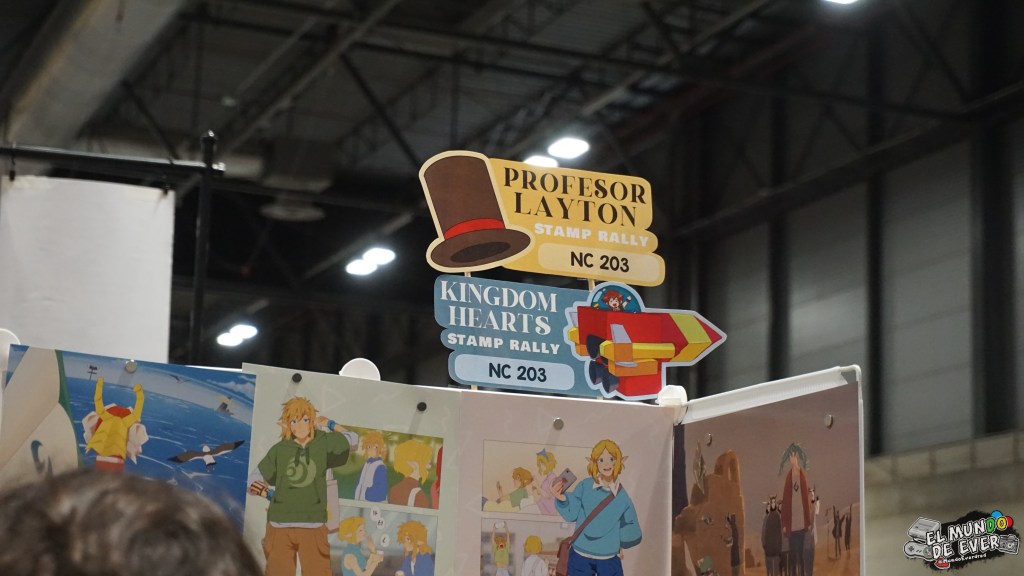 PROFESOR
LAYTON
STAMP RALLY
NC 203
KINGDOM
HEARTS
STAMP RALLY
NC 203
EL MUNDO
DE EVER